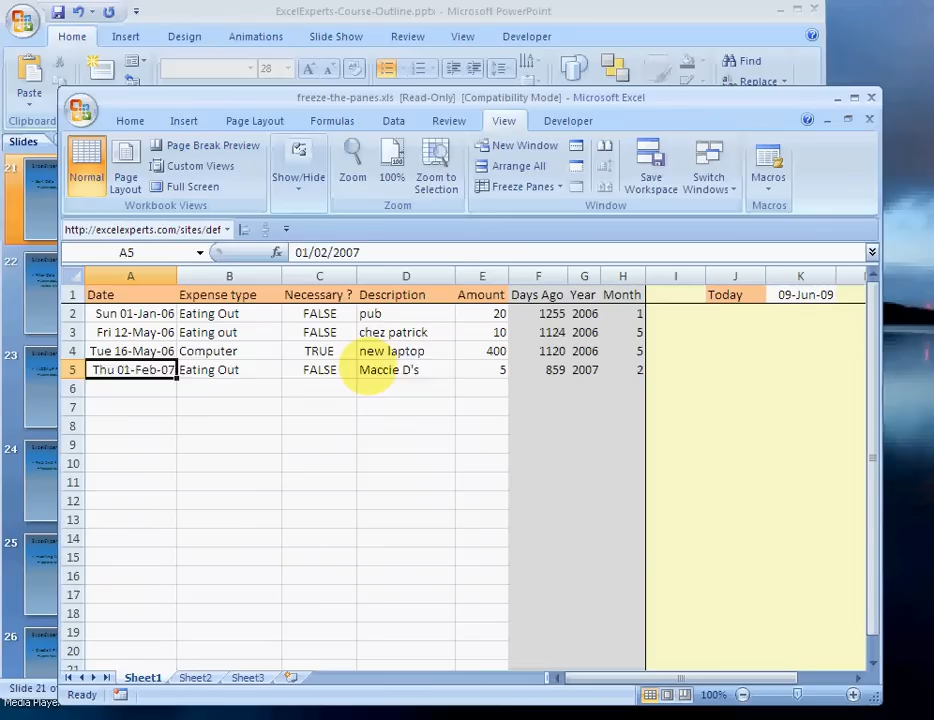 ExcelExperts-Course-Outline.pptx - Microsoft PowerPoint
Home Insert Design Animations Slide Show Review View Developer
28 Find
Paste Replace
Clipboard
Slides
freeze-the-panes.xls [Read-Only] [Compatibility Mode] - Microsoft Excel
Home Insert Page Layout Formulas Data Review View Developer
Normal Page Layout Page Break Preview Custom Views Full Screen
Workbook Views
Show/Hide
Zoom 100% Zoom to Selection
Zoom
New Window Arrange All Freeze Panes Save Workspace Switch Windows
Window
Macros
Macros
http://excelexperts.com/sites/def
A5 fx 01/02/2007
A B C D E F G H I J K
1 Date Expense type Necessary ? Description Amount Days Ago Year Month Today 09-Jun-09
2 Sun 01-Jan-06 Eating Out FALSE pub 20 1255 2006 1
3 Fri 12-May-06 Eating out FALSE chez patrick 10 1124 2006 5
4 Tue 16-May-06 Computer TRUE new laptop 400 1120 2006 5
5 Thu 01-Feb-07 Eating Out FALSE Maccie D's 5 859 2007 2
6
7
8
9
10
11
12
13
14
15
16
17
18
19
20
21
Sheet1 Sheet2 Sheet3
Ready 100%
21
22
23
24
25
26
Slide 21 of
Media Player